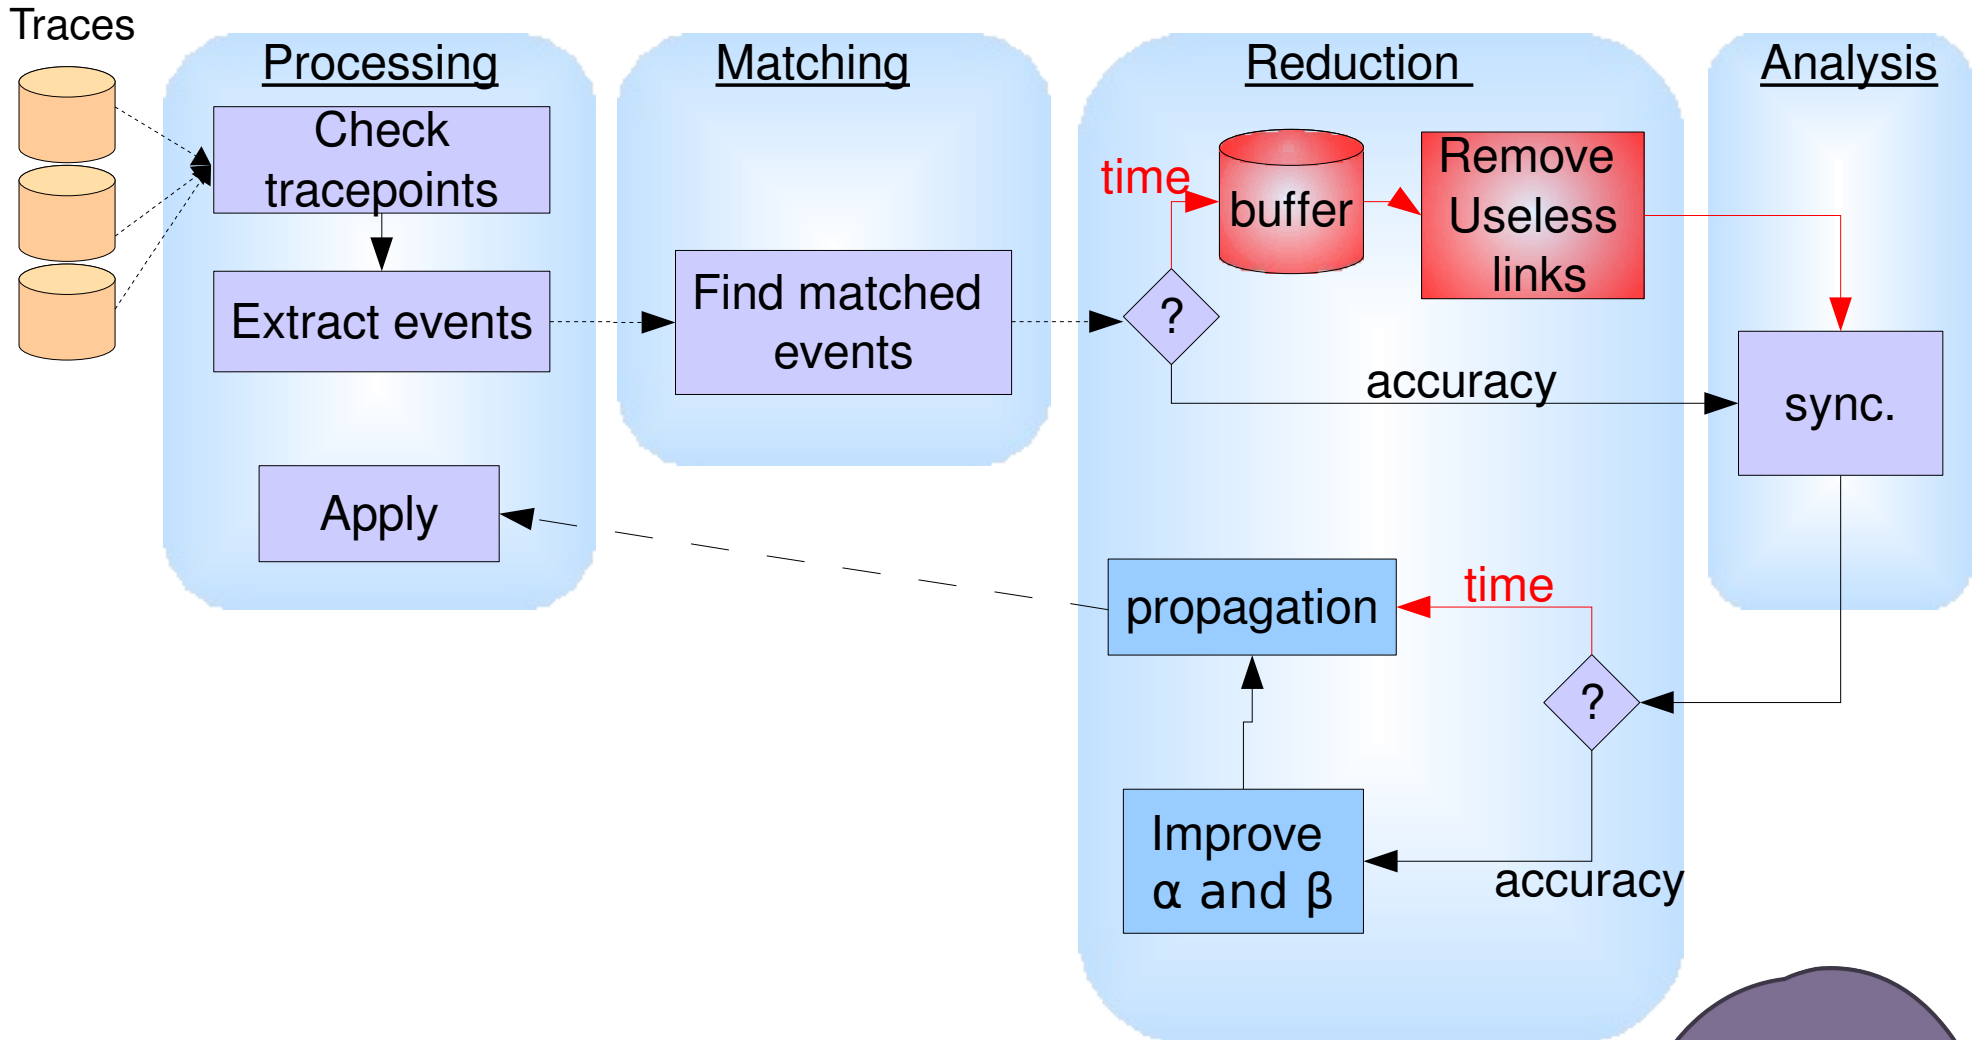 Traces
Processing
Matching
Reduction
Analysis
Check
tracepoints
Extract events
Apply
Find matched
events
time
buffer
Remove
Useless
links
?
accuracy
sync.
propagation
time
?
Improve
α and β
accuracy